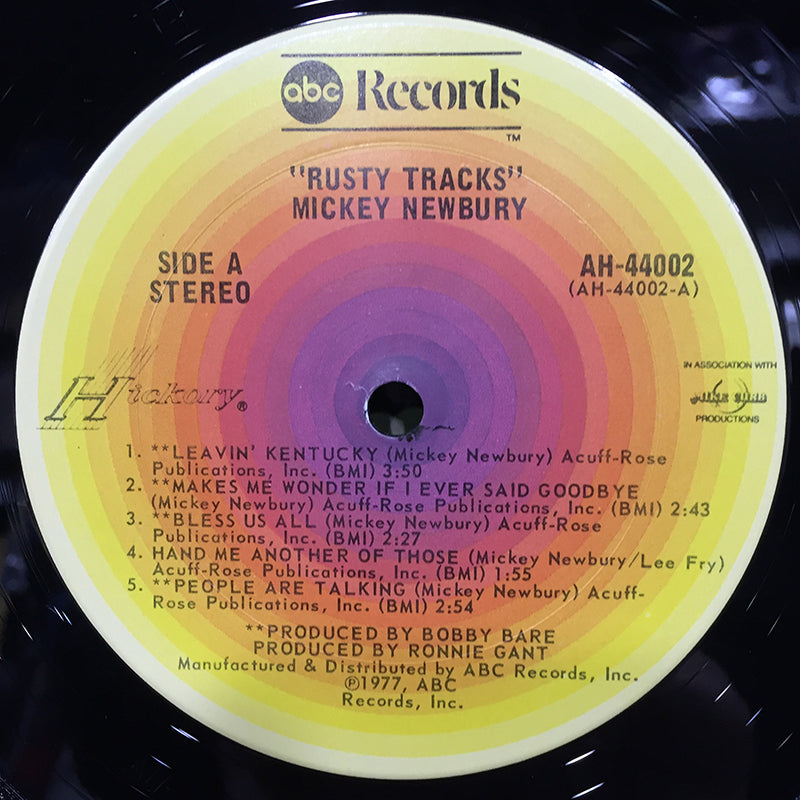 abc Records
TM
"RUSTY TRACKS"
MICKEY NEWBURY
SIDE A
STEREO
AH-44002
(AH-44002-A)
Hickory®
IN ASSOCIATION WITH
PRODUCTIONS
1. **LEAVIN' KENTUCKY (Mickey Newbury) Acuff-Rose
Publications, Inc. (BMI) 3:50
2. **MAKES ME WONDER IF I EVER SAID GOODBYE
(Mickey Newbury) Acuff-Rose Publications, Inc. (BMI) 2:43
3. **BLESS US ALL (Mickey Newbury) Acuff-Rose
Publications, Inc. (BMI) 2:27
4. HAND ME ANOTHER OF THOSE (Mickey Newbury/Lee Fry)
Acuff-Rose Publications, Inc. (BMI) 1:55
5. **PEOPLE ARE TALKING (Mickey Newbury) Acuff-
Rose Publications, Inc. (BMI) 2:54
**PRODUCED BY BOBBY BARE
PRODUCED BY RONNIE GANT
Manufactured & Distributed by ABC Records, Inc.
℗1977, ABC
Records, Inc.